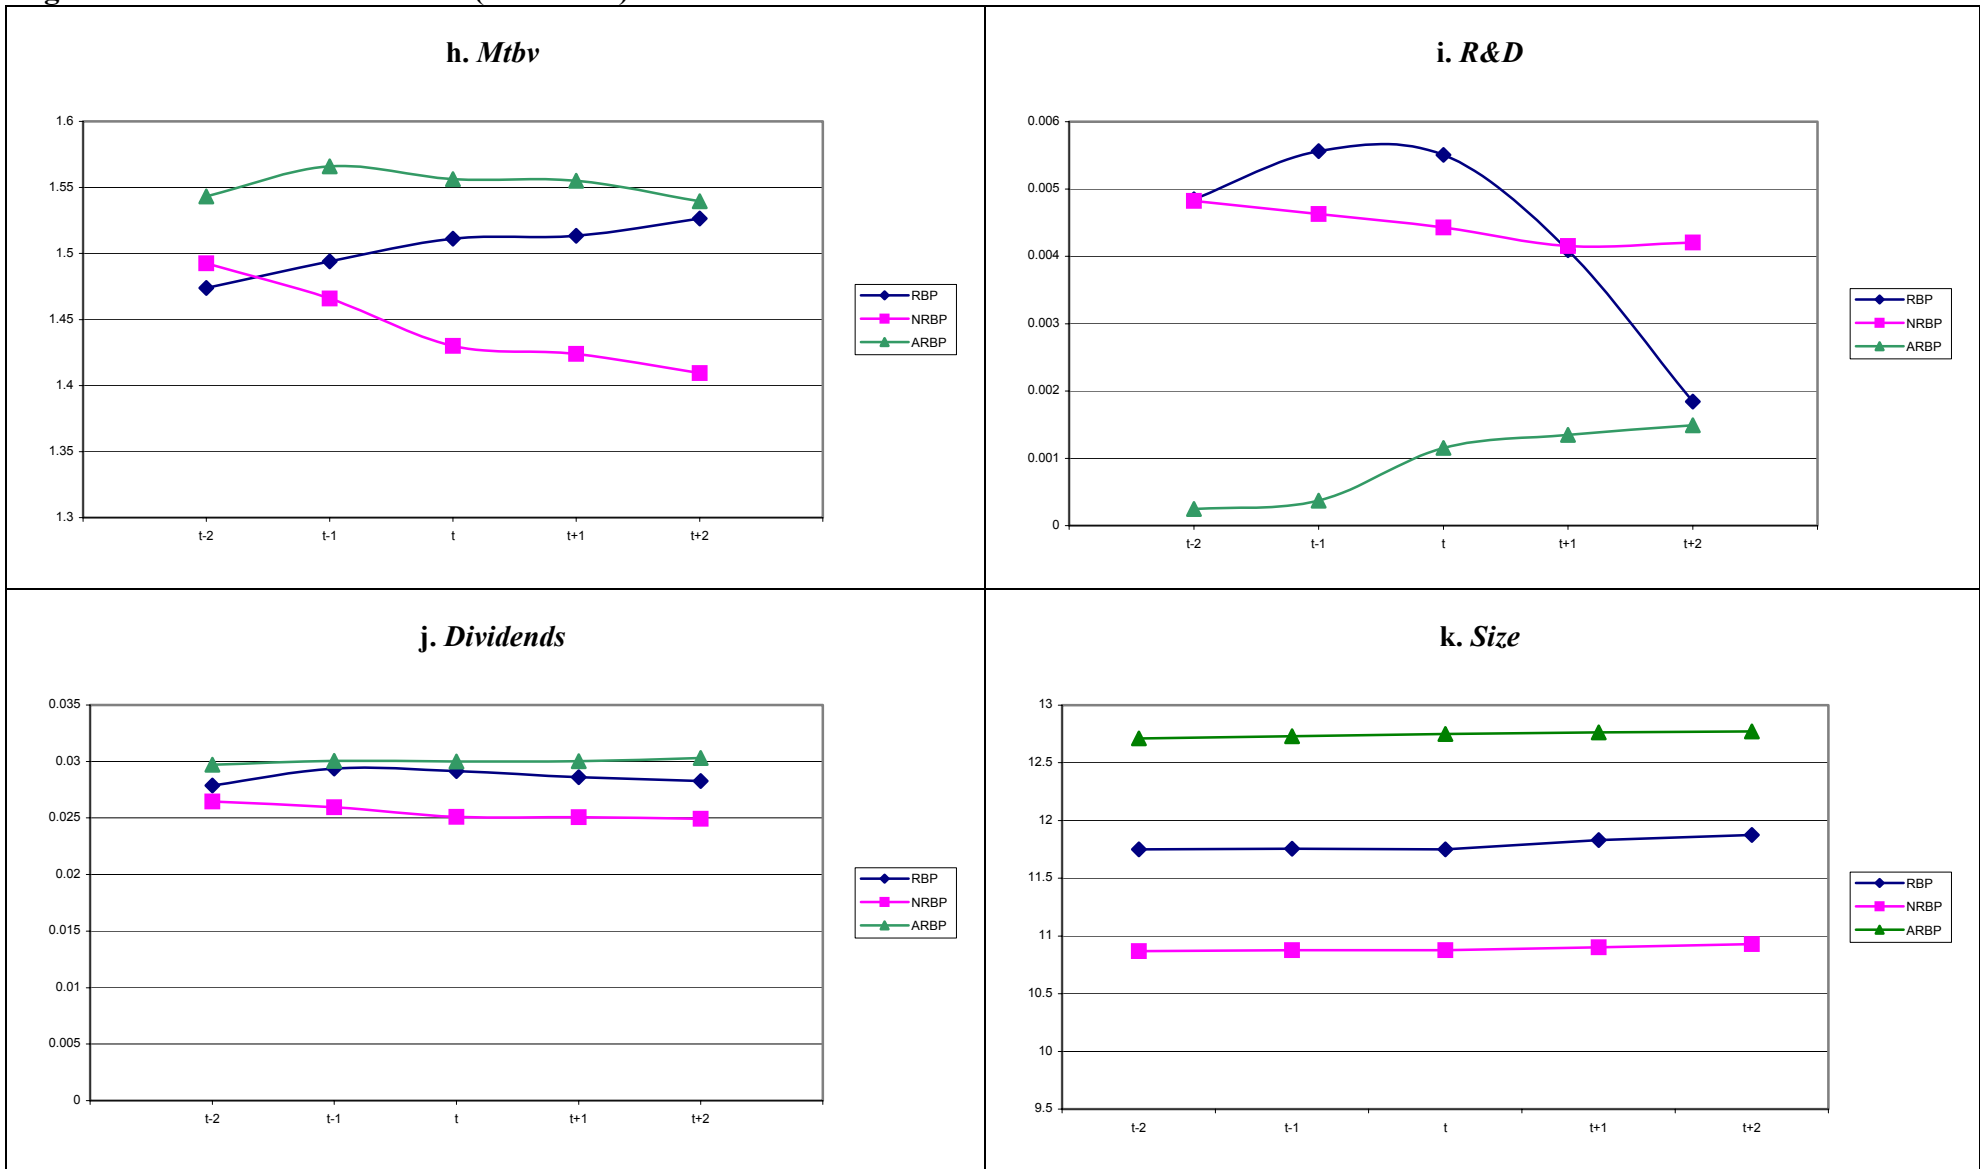 h. Mtbv
1.6
1.55
1.5
1.45
1.4
1.35
1.3
t-2 t-1 t t+1 t+2
RBP
NRBP
ARBP
i. R&D
0.006
0.005
0.004
0.003
0.002
0.001
0
t-2 t-1 t t+1 t+2
RBP
NRBP
ARBP
j. Dividends
0.035
0.03
0.025
0.02
0.015
0.01
0.005
0
t-2 t-1 t t+1 t+2
RBP
NRBP
ARBP
k. Size
13
12.5
12
11.5
11
10.5
10
9.5
t-2 t-1 t t+1 t+2
RBP
NRBP
ARBP